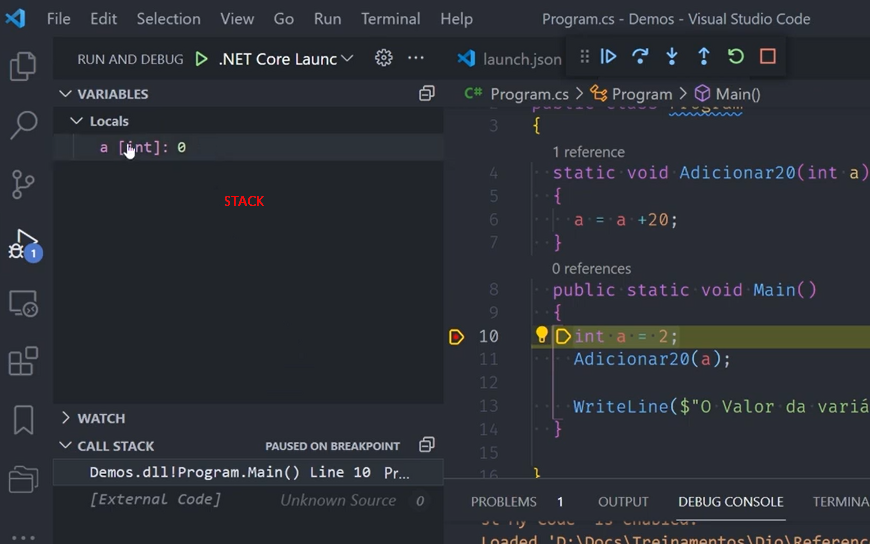 File Edit Selection View Go Run Terminal Help Program.cs - Demos - Visual Studio Code
RUN AND DEBUG .NET Core Launc
launch.json
VARIABLES
Program.cs > Program > Main()
Locals
a [int]: 0
STACK
3 {
1 reference
4 static void Adicionar20(int a)
5 {
6 a = a +20;
7 }
0 references
8 public static void Main()
9 {
10 int a = 2;
11 Adicionar20(a);
12
13 WriteLine($"O Valor da variá
14 }
15
16 }
WATCH
CALL STACK PAUSED ON BREAKPOINT
Demos.dll!Program.Main() Line 10 Pr...
[External Code] Unknown Source 0
1
PROBLEMS 1 OUTPUT DEBUG CONSOLE TERMINA
Loaded 'D:\Docs\Treinamentos\Dio\Referenc